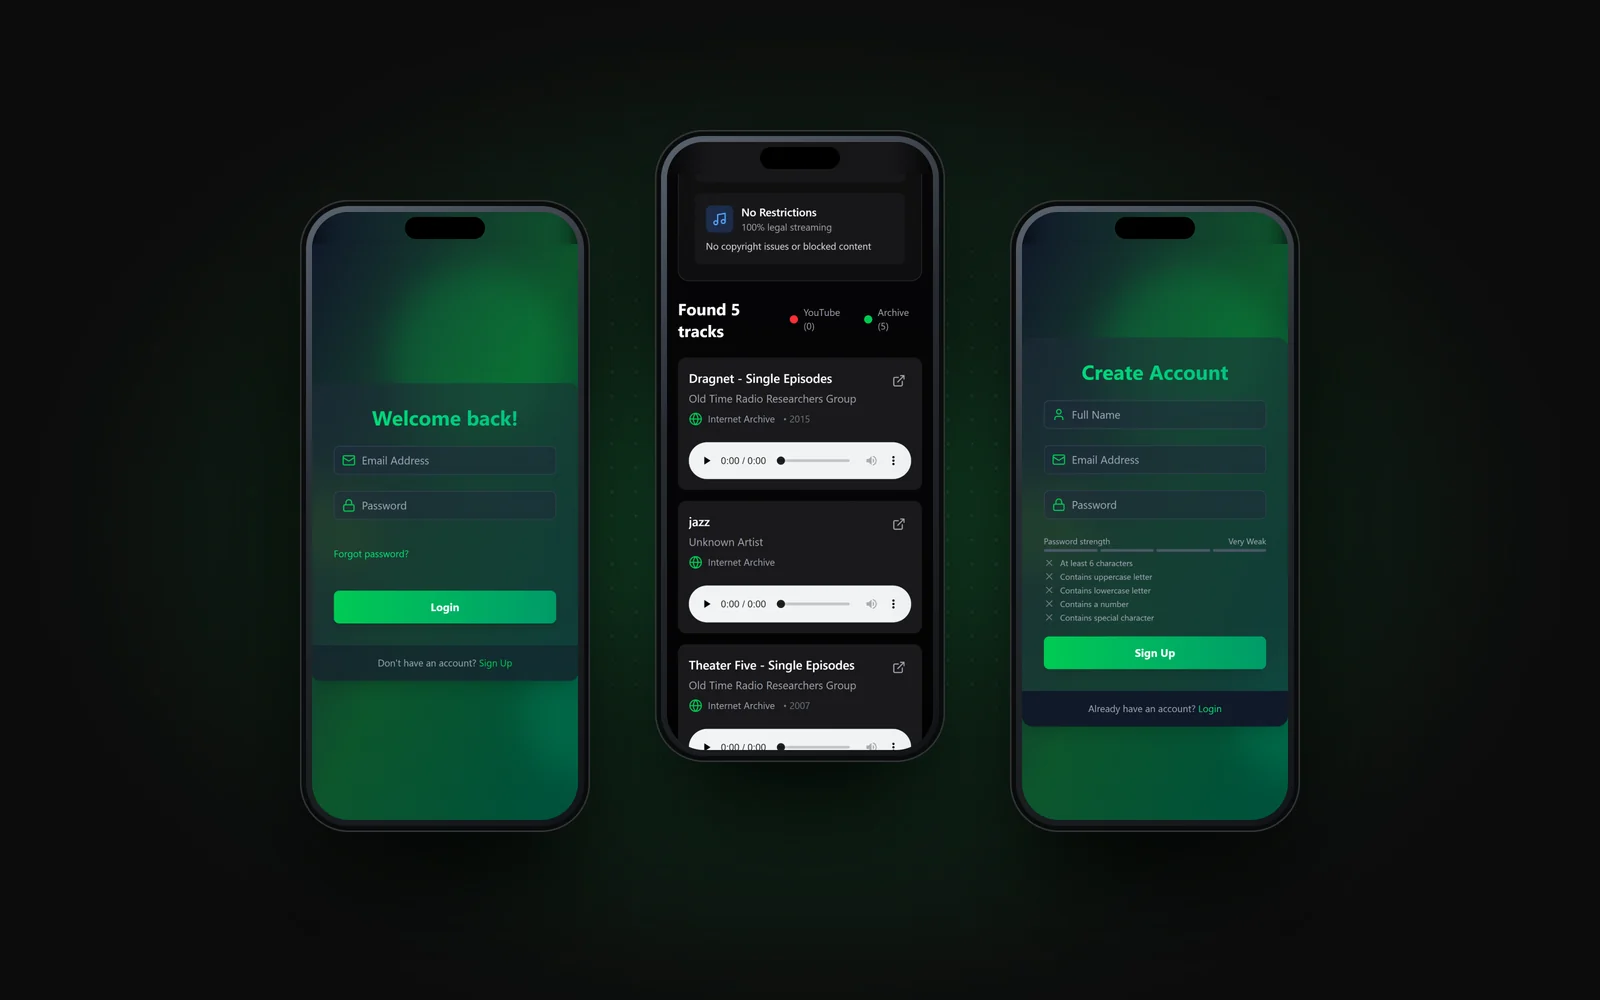 Welcome back!
Email Address
Password
Forgot password?
Login
Don't have an account? Sign Up
No Restrictions
100% legal streaming
No copyright issues or blocked content
Found 5
tracks
YouTube
(0)
Archive
(5)
Dragnet - Single Episodes
Old Time Radio Researchers Group
Internet Archive • 2015
0:00 / 0:00
jazz
Unknown Artist
Internet Archive
0:00 / 0:00
Theater Five - Single Episodes
Old Time Radio Researchers Group
Internet Archive • 2007
0:00 / 0:00
Create Account
Full Name
Email Address
Password
Password strength Very Weak
At least 6 characters
Contains uppercase letter
Contains lowercase letter
Contains a number
Contains special character
Sign Up
Already have an account? Login